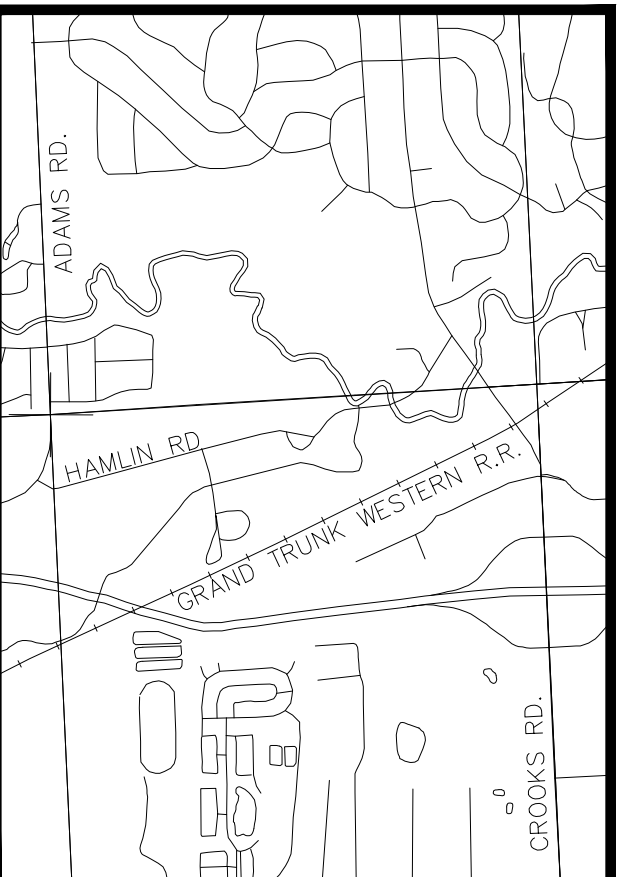 ADAMS RD.
HAMLIN RD
GRAND TRUNK WESTERN R.R.
CROOKS RD.